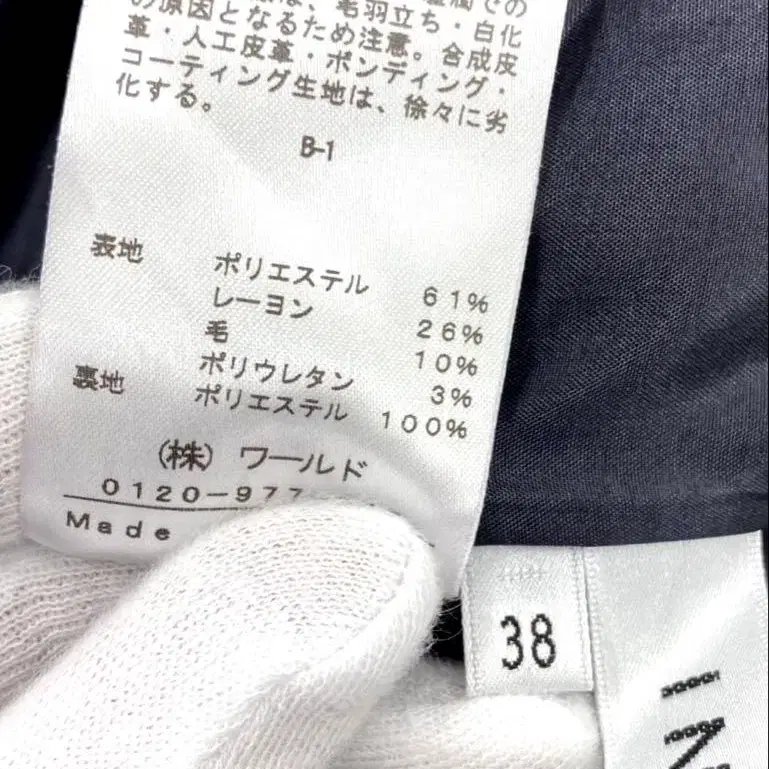 の原因となるため注意。合成皮
革・人工皮革・ボンディング・
コーティング生地は、徐々に劣
化する。
B-1
表地 ポリエステル 61%
レーヨン 26%
毛 10%
ポリウレタン 3%
裏地 ポリエステル 100%
(株) ワールド
0120-977
Made
38
IN